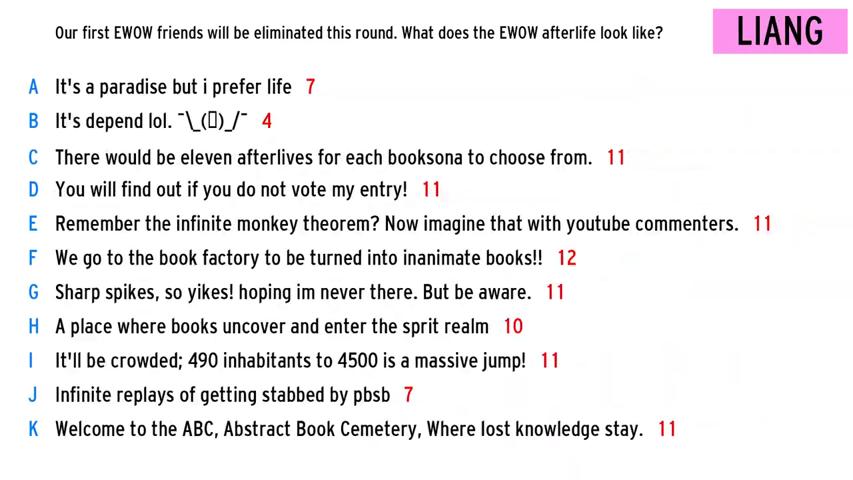 Our first EWOW friends will be eliminated this round. What does the EWOW afterlife look like?
LIANG
A It's a paradise but i prefer life 7
B It's depend lol. ¯\_(▯)_/¯ 4
C There would be eleven afterlives for each booksona to choose from. 11
D You will find out if you do not vote my entry! 11
E Remember the infinite monkey theorem? Now imagine that with youtube commenters. 11
F We go to the book factory to be turned into inanimate books!! 12
G Sharp spikes, so yikes! hoping im never there. But be aware. 11
H A place where books uncover and enter the sprit realm 10
I It'll be crowded; 490 inhabitants to 4500 is a massive jump! 11
J Infinite replays of getting stabbed by pbsb 7
K Welcome to the ABC, Abstract Book Cemetery, Where lost knowledge stay. 11